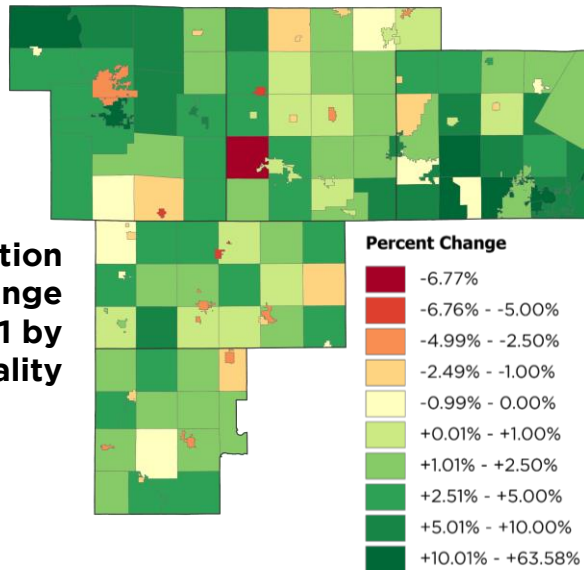 tion
nge
1 by
ality
Percent Change
-6.77%
-6.76% - -5.00%
-4.99% - -2.50%
-2.49% - -1.00%
-0.99% - 0.00%
+0.01% - +1.00%
+1.01% - +2.50%
+2.51% - +5.00%
+5.01% - +10.00%
+10.01% - +63.58%